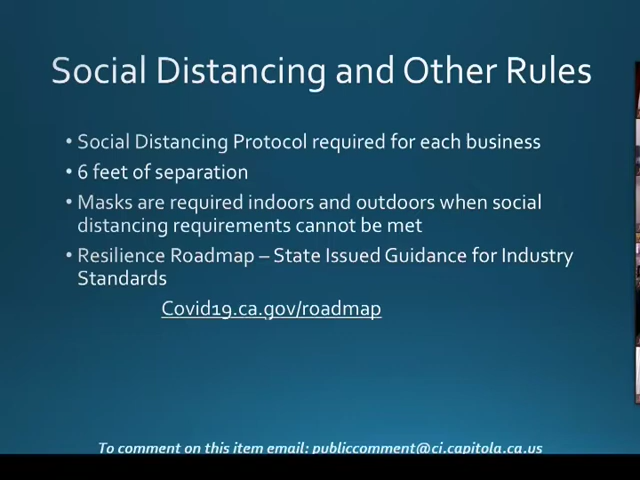 Social Distancing and Other Rules
• Social Distancing Protocol required for each business
• 6 feet of separation
• Masks are required indoors and outdoors when social
distancing requirements cannot be met
• Resilience Roadmap – State Issued Guidance for Industry
Standards
Covid19.ca.gov/roadmap
To comment on this item email: publiccomment@ci.capitola.ca.us